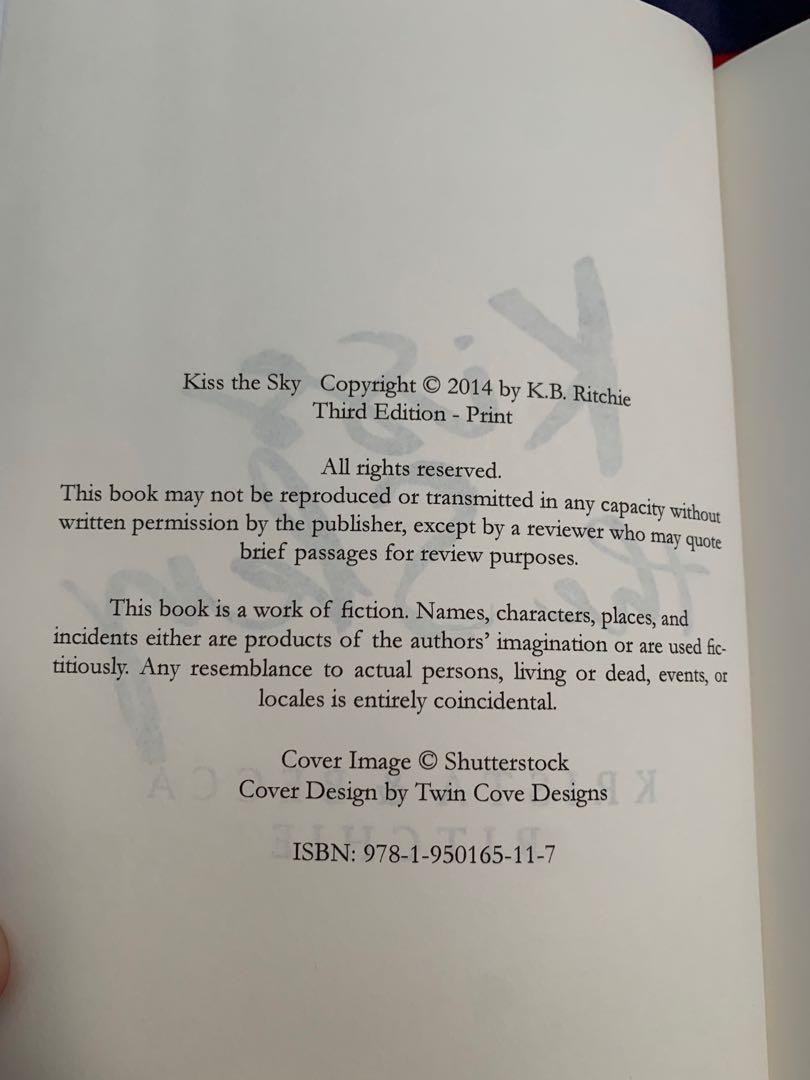 Kiss the Sky Copyright © 2014 by K.B. Ritchie
Third Edition - Print
All rights reserved.
This book may not be reproduced or transmitted in any capacity without
written permission by the publisher, except by a reviewer who may quote
brief passages for review purposes.
This book is a work of fiction. Names, characters, places, and
incidents either are products of the authors' imagination or are used fic-
titiously. Any resemblance to actual persons, living or dead, events, or
locales is entirely coincidental.
Cover Image © Shutterstock
Cover Design by Twin Cove Designs
ISBN: 978-1-950165-11-7